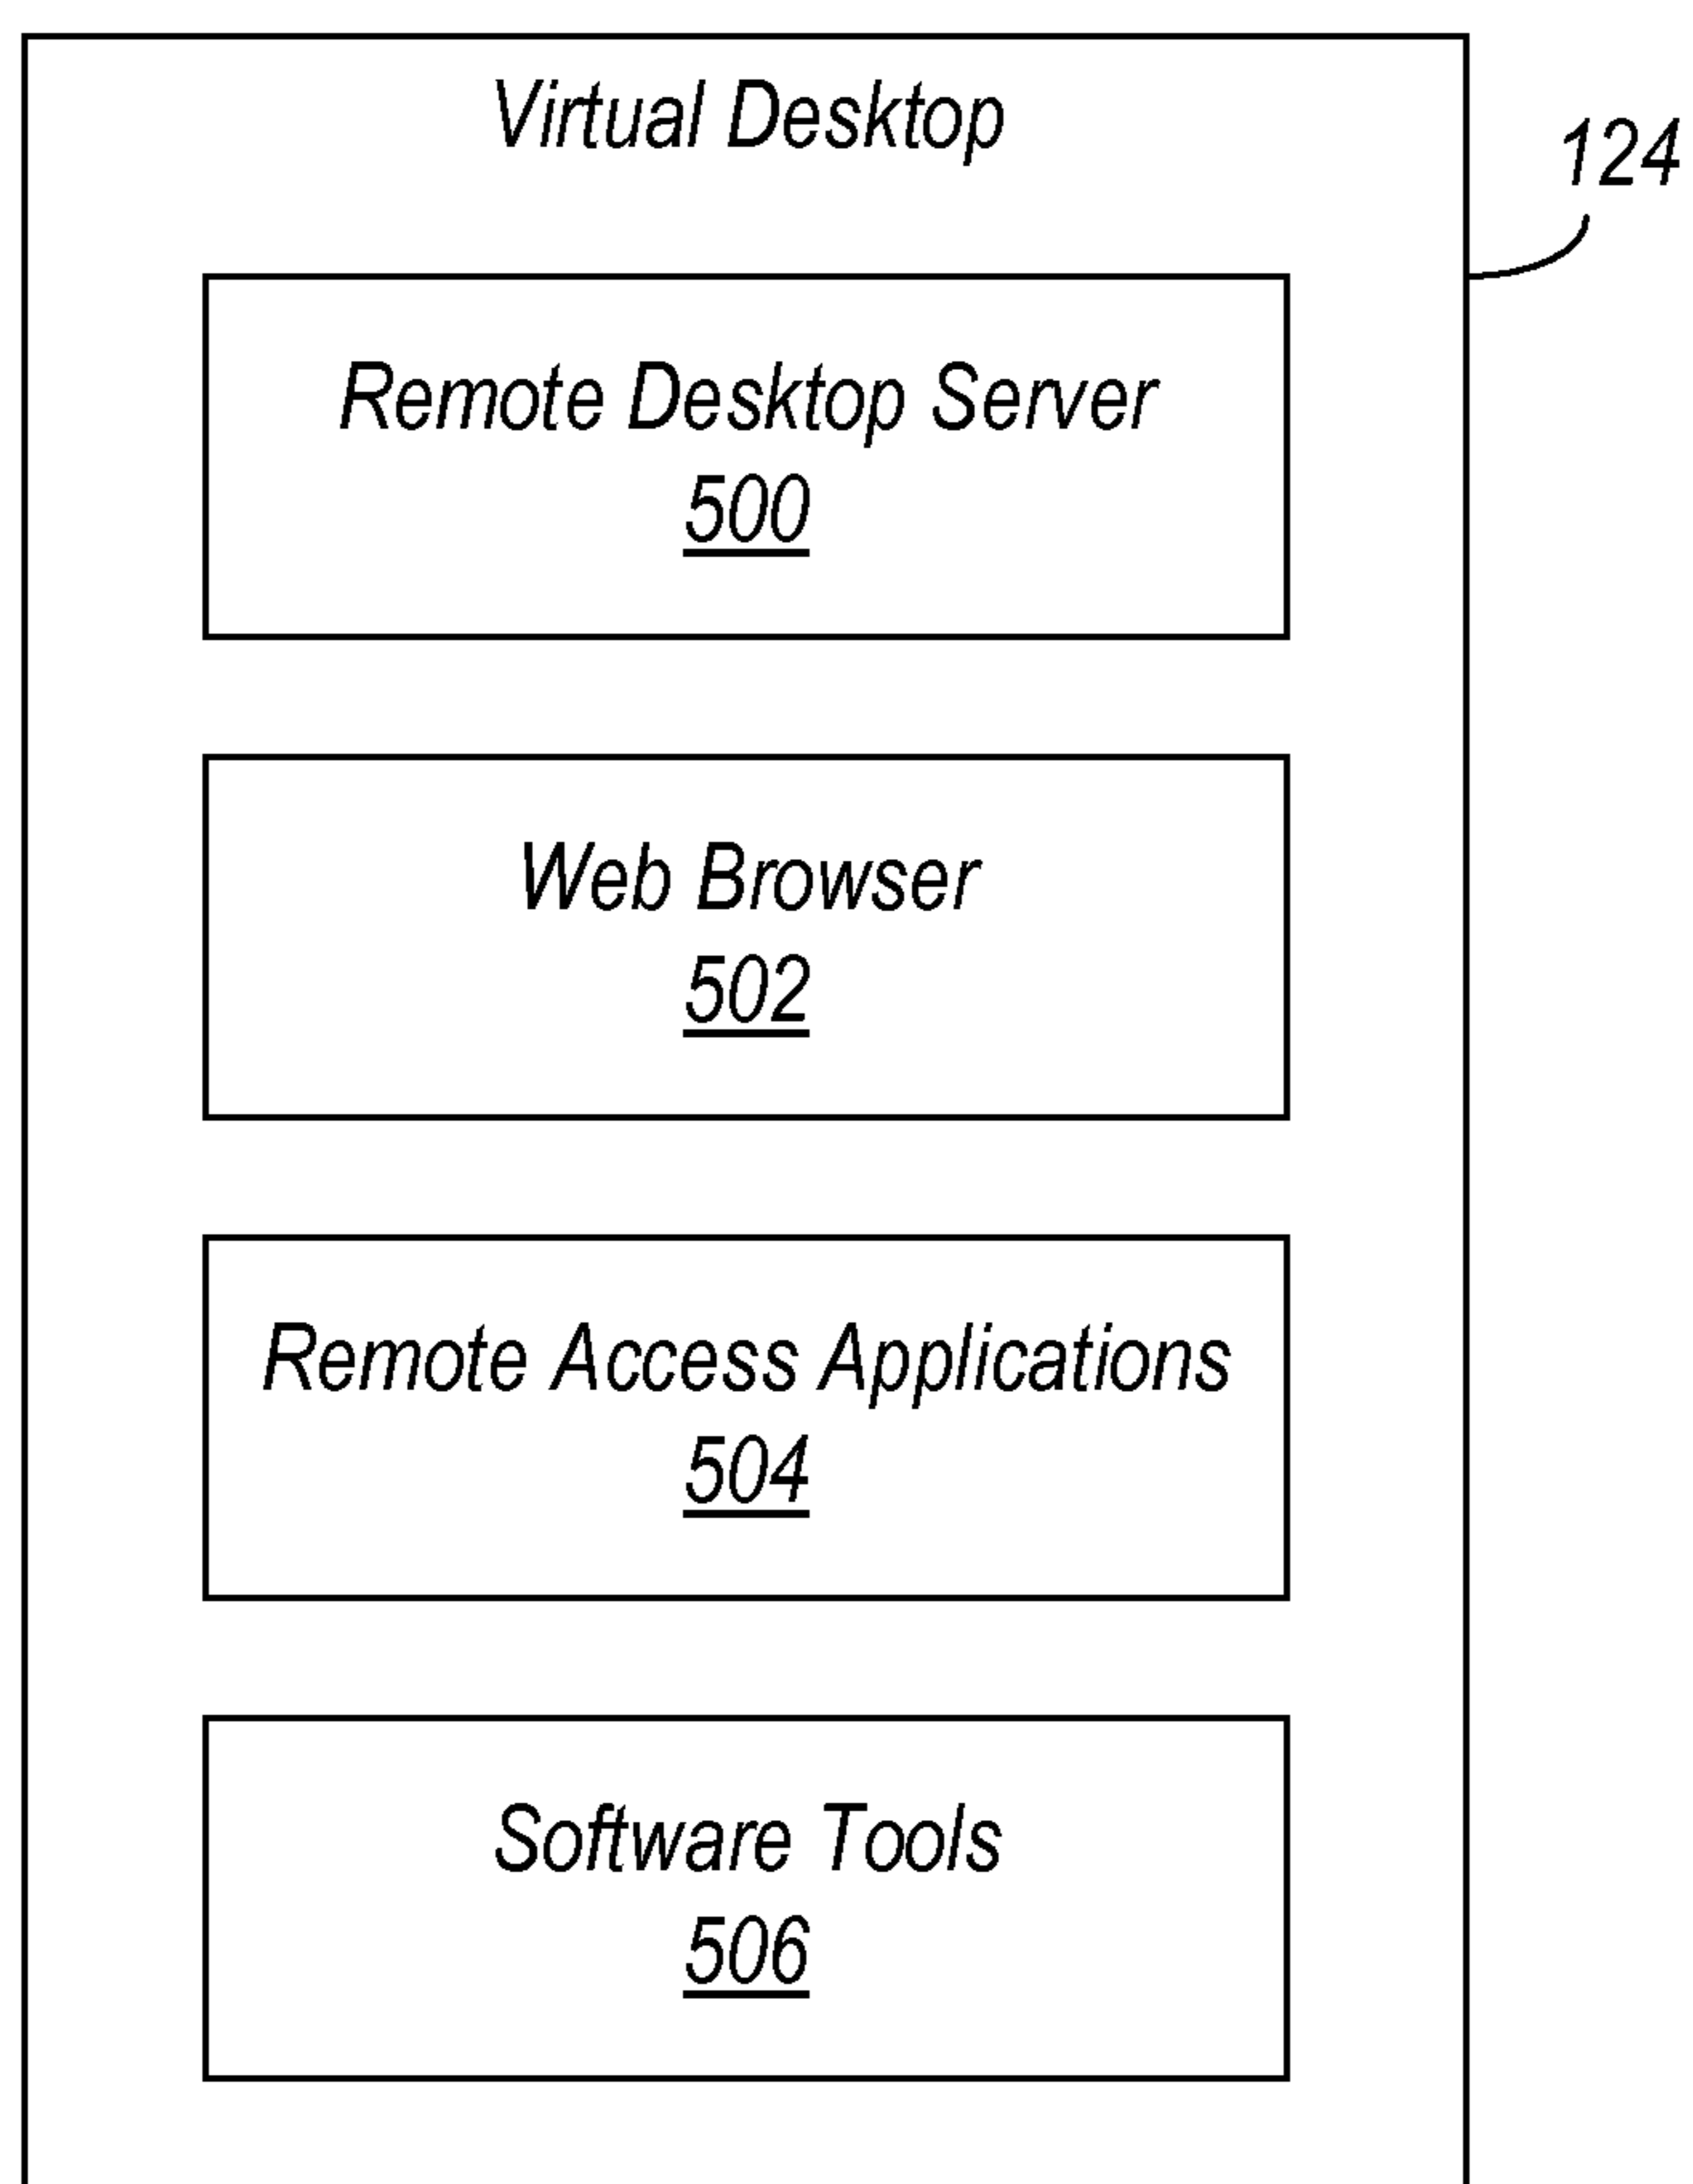 Virtual Desktop
124
Remote Desktop Server
500
Web Browser
502
Remote Access Applications
504
Software Tools
506